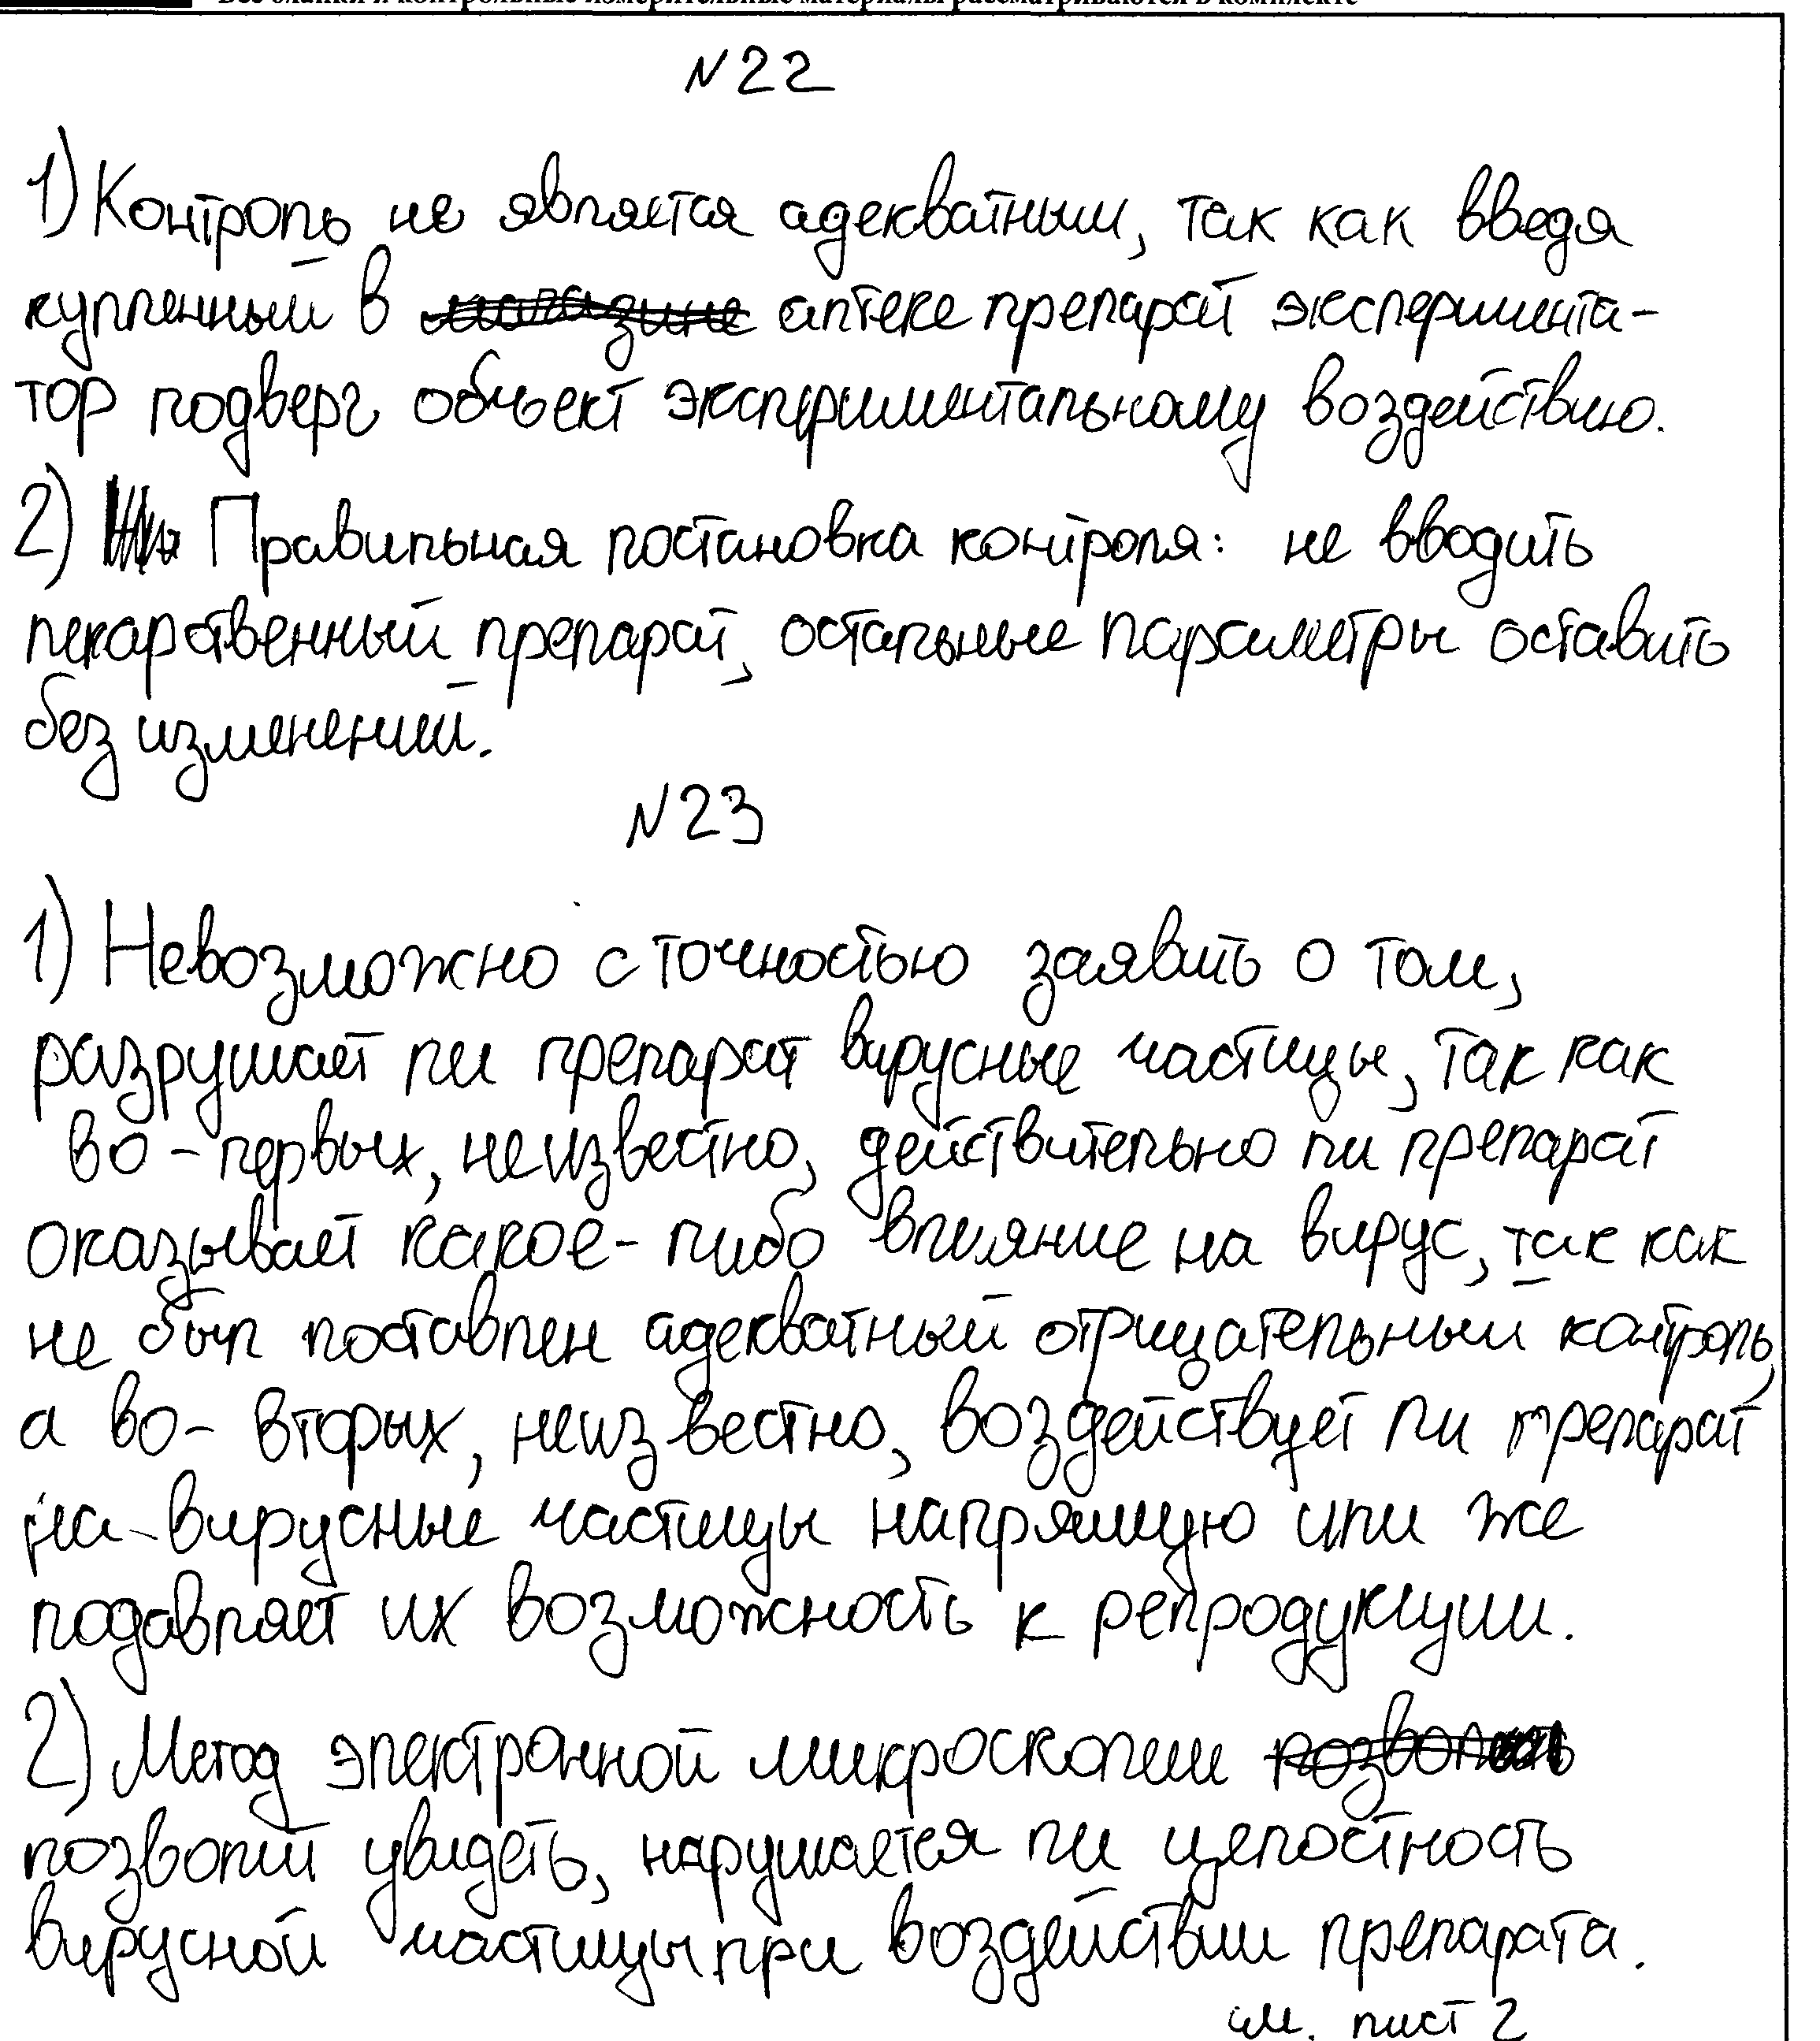 Все бланки и контрольные измерительные материалы рассматриваются в комплекте
№22
1) Контроль не является адекватным, так как введя
купленный в магазине аптеке препарат эксперимента-
тор подверг объект экспериментальному воздействию.
2) Правильная постановка контроля: не вводить
лекарственный препарат, остальные параметры оставить
без изменений.
№23
1) Невозможно с точностью заявить о том,
разрушает ли препарат вирусные частицы, так как
во-первых, неизвестно, действительно ли препарат
оказывает какое-либо влияние на вирус, так как
не был поставлен адекватный отрицательный контроль,
а во-вторых, неизвестно, воздействует ли препарат
на вирусные частицы напрямую или же
подавляет их возможность к репродукции.
2) Метод электронной микроскопии
позволит увидеть, нарушается ли целостность
вирусной частицы при воздействии препарата.
см. лист 2